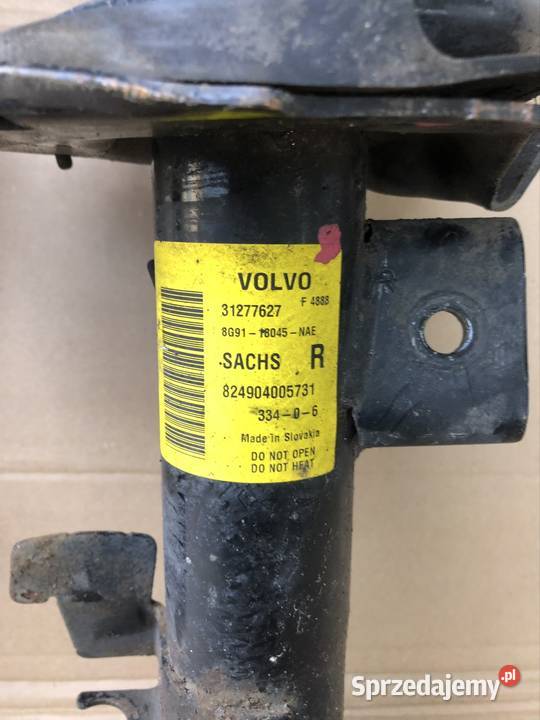 VOLVO
31277627 F 4888
8G91-18045-NAE
SACHS R
824904005731
334-0-6
Made in Slovakia
DO NOT OPEN
DO NOT HEAT
Sprzedajemy.pl